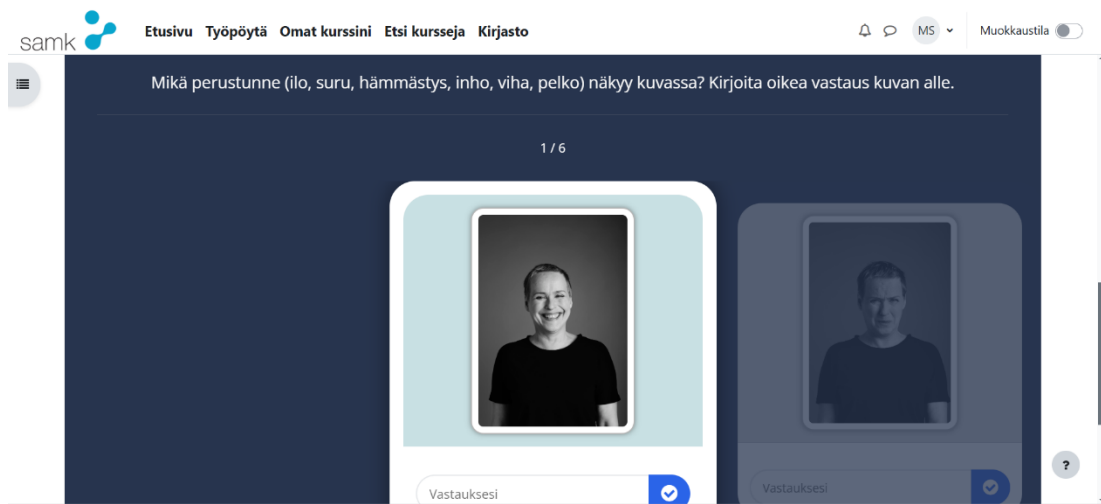 samk
Etusivu Työpöytä Omat kurssini Etsi kursseja Kirjasto
MS
Muokkaustila
Mikä perustunne (ilo, suru, hämmästys, inho, viha, pelko) näkyy kuvassa? Kirjoita oikea vastaus kuvan alle.
1 / 6
Vastauksesi
Vastauksesi
?